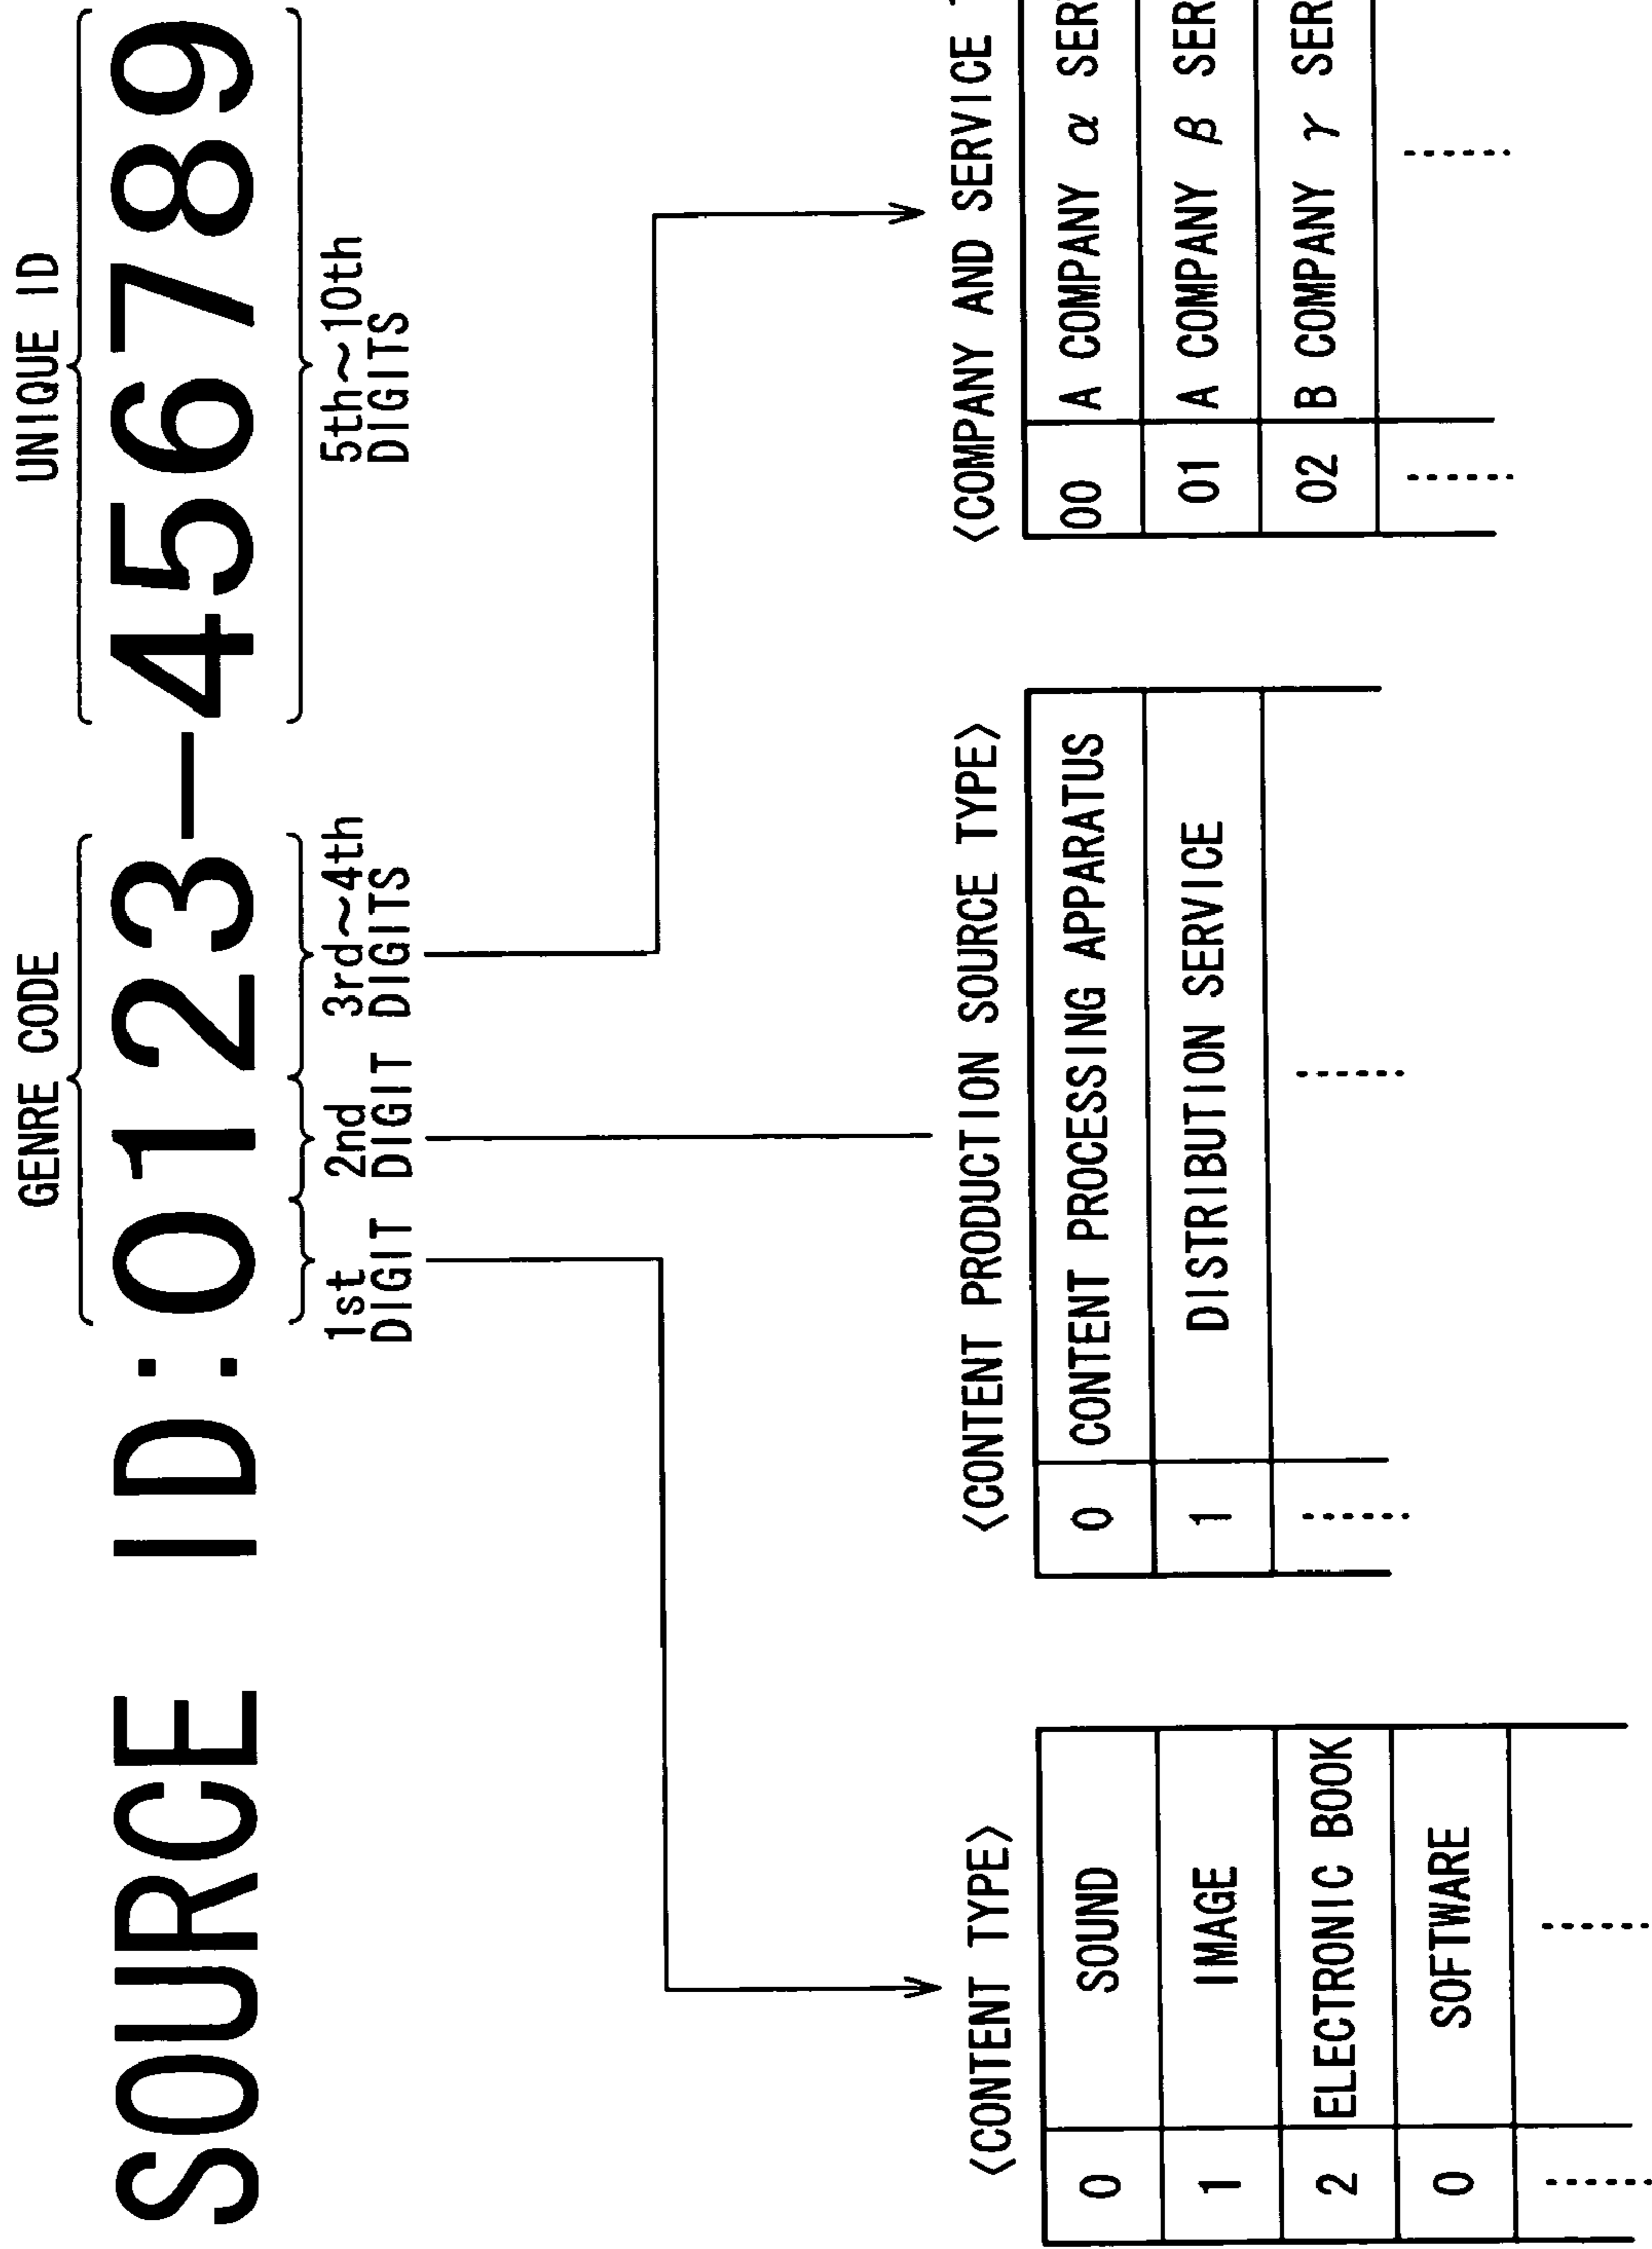 GENRE CODE UNIQUE ID
SOURCE ID:0123-456789
1st 2nd 3rd~4th 5th~10th
DIGIT DIGIT DIGITS DIGITS
<CONTENT TYPE>
0 SOUND
1 IMAGE
2 ELECTRONIC BOOK
0 SOFTWARE
<CONTENT PRODUCTION SOURCE TYPE>
0 CONTENT PROCESSING APPARATUS
1 DISTRIBUTION SERVICE
<COMPANY AND SERVICE
00 A COMPANY α SER
01 A COMPANY β SER
02 B COMPANY γ SER